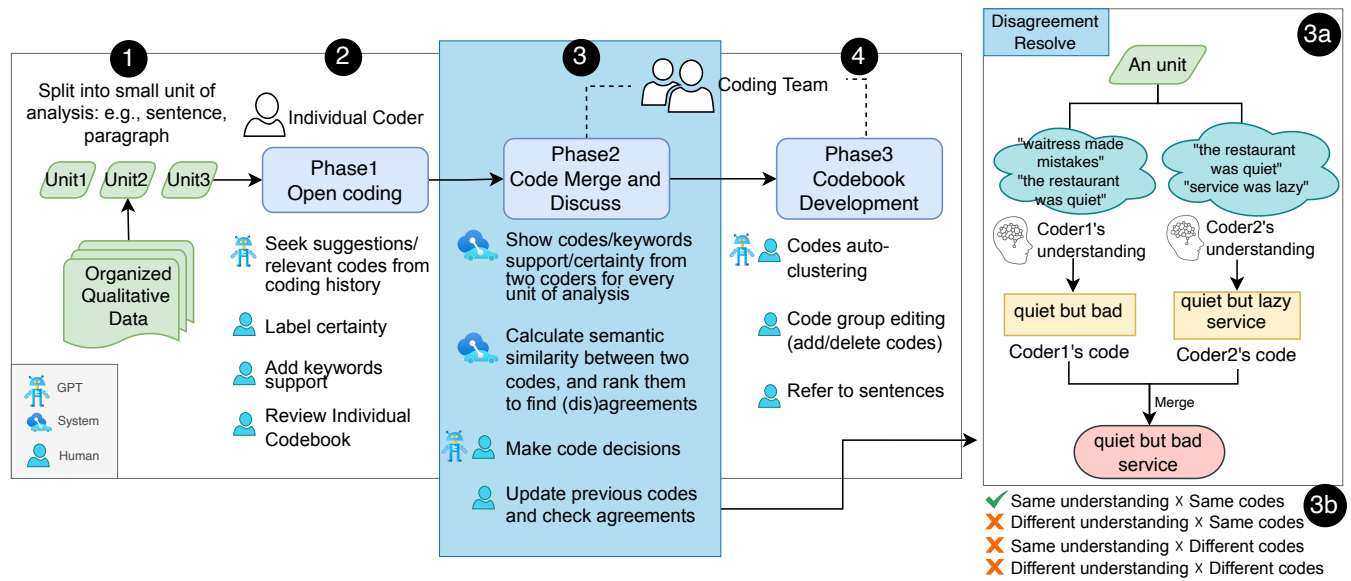 1
Split into small unit of
analysis: e.g., sentence,
paragraph
Unit1
Unit2
Unit3
Organized
Qualitative
Data
GPT
System
Human
2
Individual Coder
Phase1
Open coding
Seek suggestions/
relevant codes from
coding history
Label certainty
Add keywords
support
Review Individual
Codebook
3
Coding Team
Phase2
Code Merge and
Discuss
Show codes/keywords
support/certainty from
two coders for every
unit of analysis
Calculate semantic
similarity between two
codes, and rank them
to find (dis)agreements
Make code decisions
Update previous codes
and check agreements
4
Phase3
Codebook
Development
Codes auto-
clustering
Code group editing
(add/delete codes)
Refer to sentences
Disagreement
Resolve
3a
An unit
"waitress made
mistakes"
"the restaurant
was quiet"
"the restaurant
was quiet"
"service was lazy"
Coder1's
understanding
Coder2's
understanding
quiet but bad
quiet but lazy
service
Coder1's code
Coder2's code
Merge
quiet but bad
service
3b
Same understanding x Same codes
Different understanding x Same codes
Same understanding x Different codes
Different understanding x Different codes